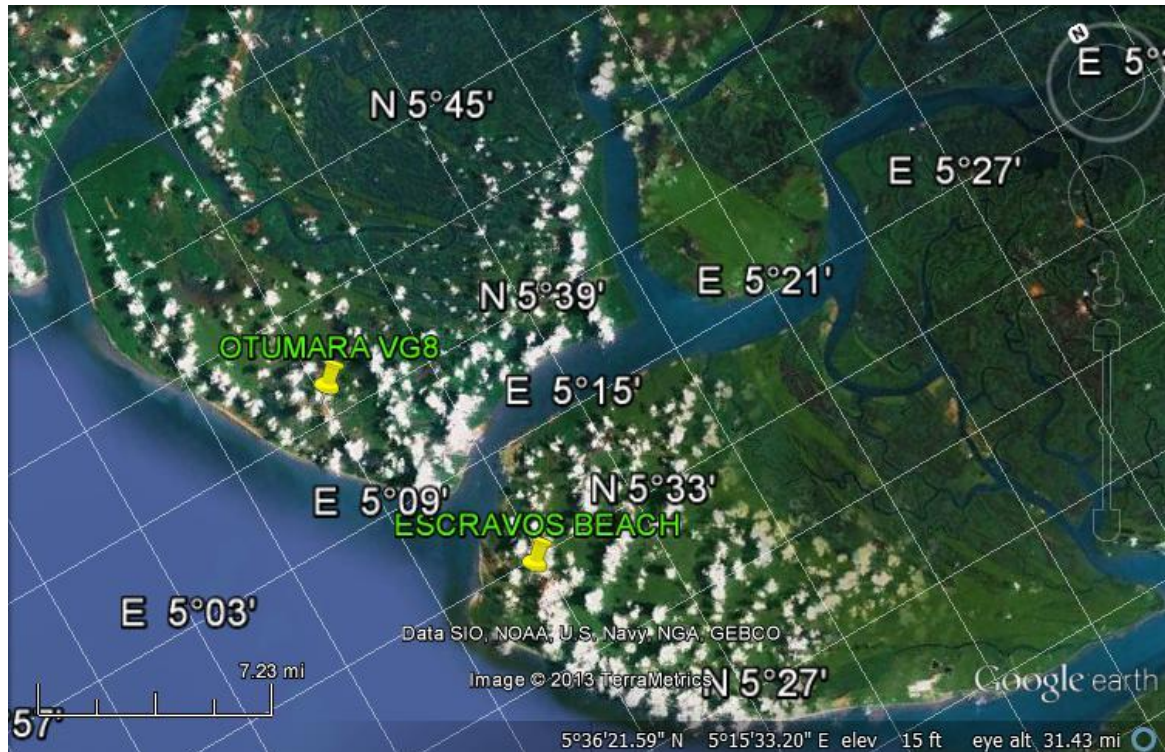 N
E 5°3
N 5°45'
E 5°27'
E 5°21'
N 5°39'
OTUMARA VG8
E 5°15'
E 5°09'
N 5°33'
ESCRAVOS BEACH
E 5°03'
Data SIO, NOAA, U.S. Navy, NGA, GEBCO
7.23 mi
Image © 2013 TerraMetrics
N 5°27'
Google earth
57'
5°36'21.59" N 5°15'33.20" E elev 15 ft eye alt 31.43 mi